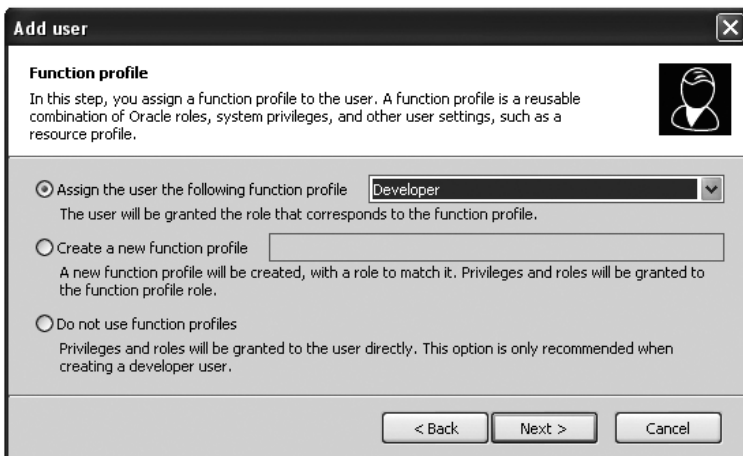 Add user
Function profile
In this step, you assign a function profile to the user. A function profile is a reusable
combination of Oracle roles, system privileges, and other user settings, such as a
resource profile.
Assign the user the following function profile Developer
The user will be granted the role that corresponds to the function profile.
Create a new function profile
A new function profile will be created, with a role to match it. Privileges and roles will be granted to
the function profile role.
Do not use function profiles
Privileges and roles will be granted to the user directly. This option is only recommended when
creating a developer user.
< Back Next > Cancel